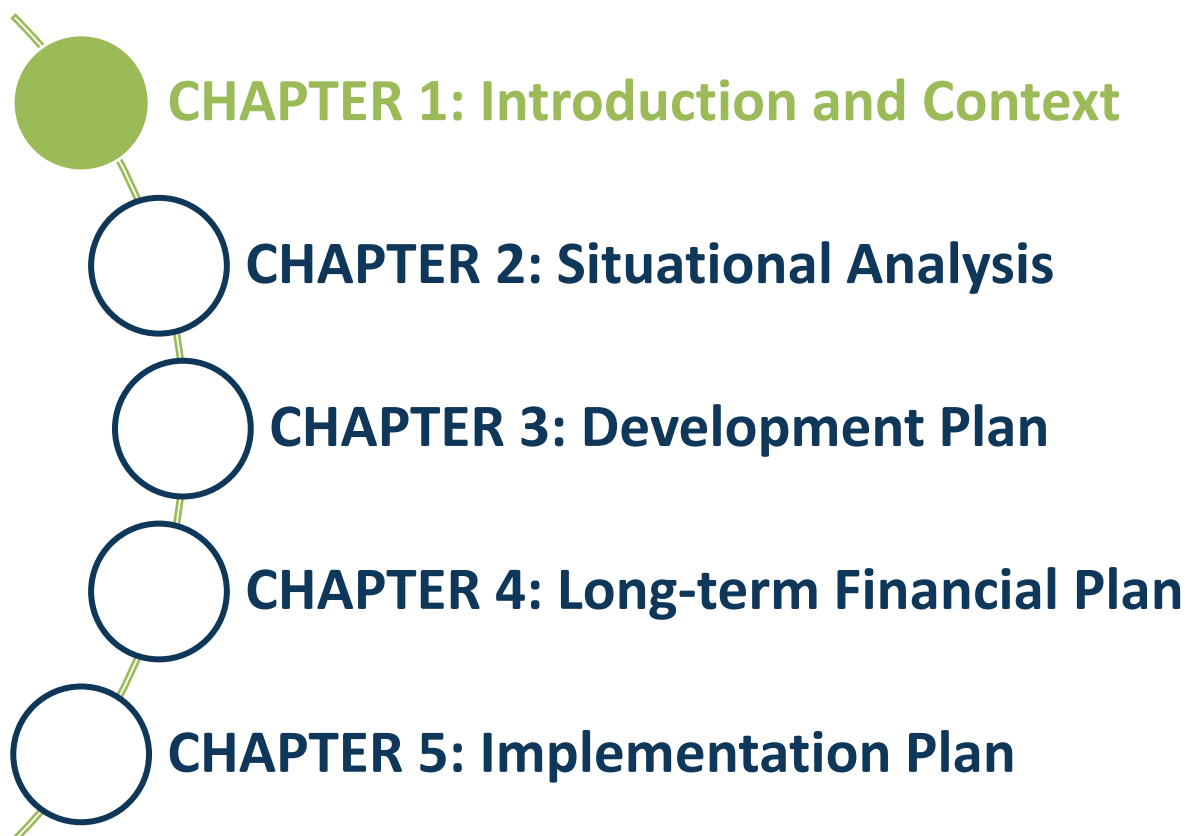 CHAPTER 1: Introduction and Context
CHAPTER 2: Situational Analysis
CHAPTER 3: Development Plan
CHAPTER 4: Long-term Financial Plan
CHAPTER 5: Implementation Plan